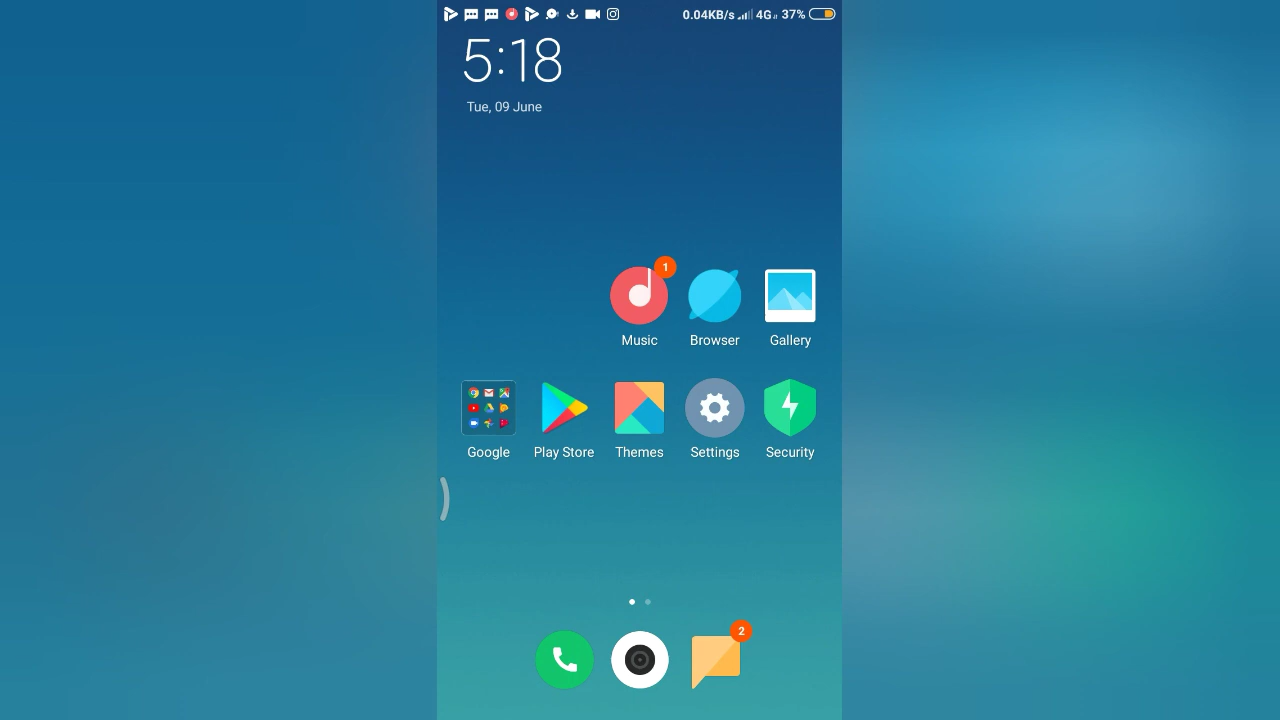 0.04KB/s 4G 37%
5:18
Tue, 09 June
1
Music Browser Gallery
Google Play Store Themes Settings Security
2